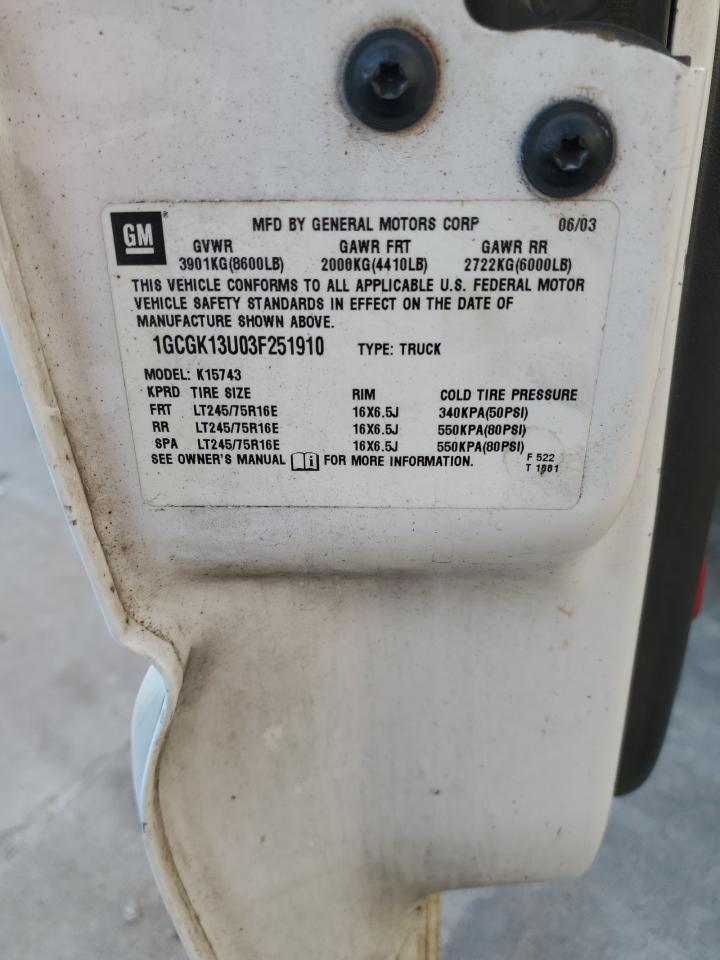 GM ®
MFD BY GENERAL MOTORS CORP 06/03
GVWR GAWR FRT GAWR RR
3901KG(8600LB) 2000KG(4410LB) 2722KG(6000LB)
THIS VEHICLE CONFORMS TO ALL APPLICABLE U.S. FEDERAL MOTOR
VEHICLE SAFETY STANDARDS IN EFFECT ON THE DATE OF
MANUFACTURE SHOWN ABOVE.
1GCGK13U03F251910 TYPE: TRUCK
MODEL: K15743
KPRD TIRE SIZE RIM COLD TIRE PRESSURE
FRT LT245/75R16E 16X6.5J 340KPA(50PSI)
RR LT245/75R16E 16X6.5J 550KPA(80PSI)
SPA LT245/75R16E 16X6.5J 550KPA(80PSI)
SEE OWNER'S MANUAL i FOR MORE INFORMATION.
F 522
T 1881